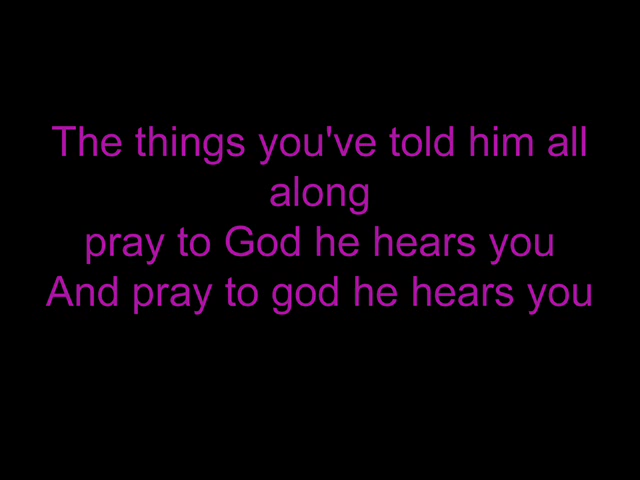 The things you've told him all
along
pray to God he hears you
And pray to god he hears you